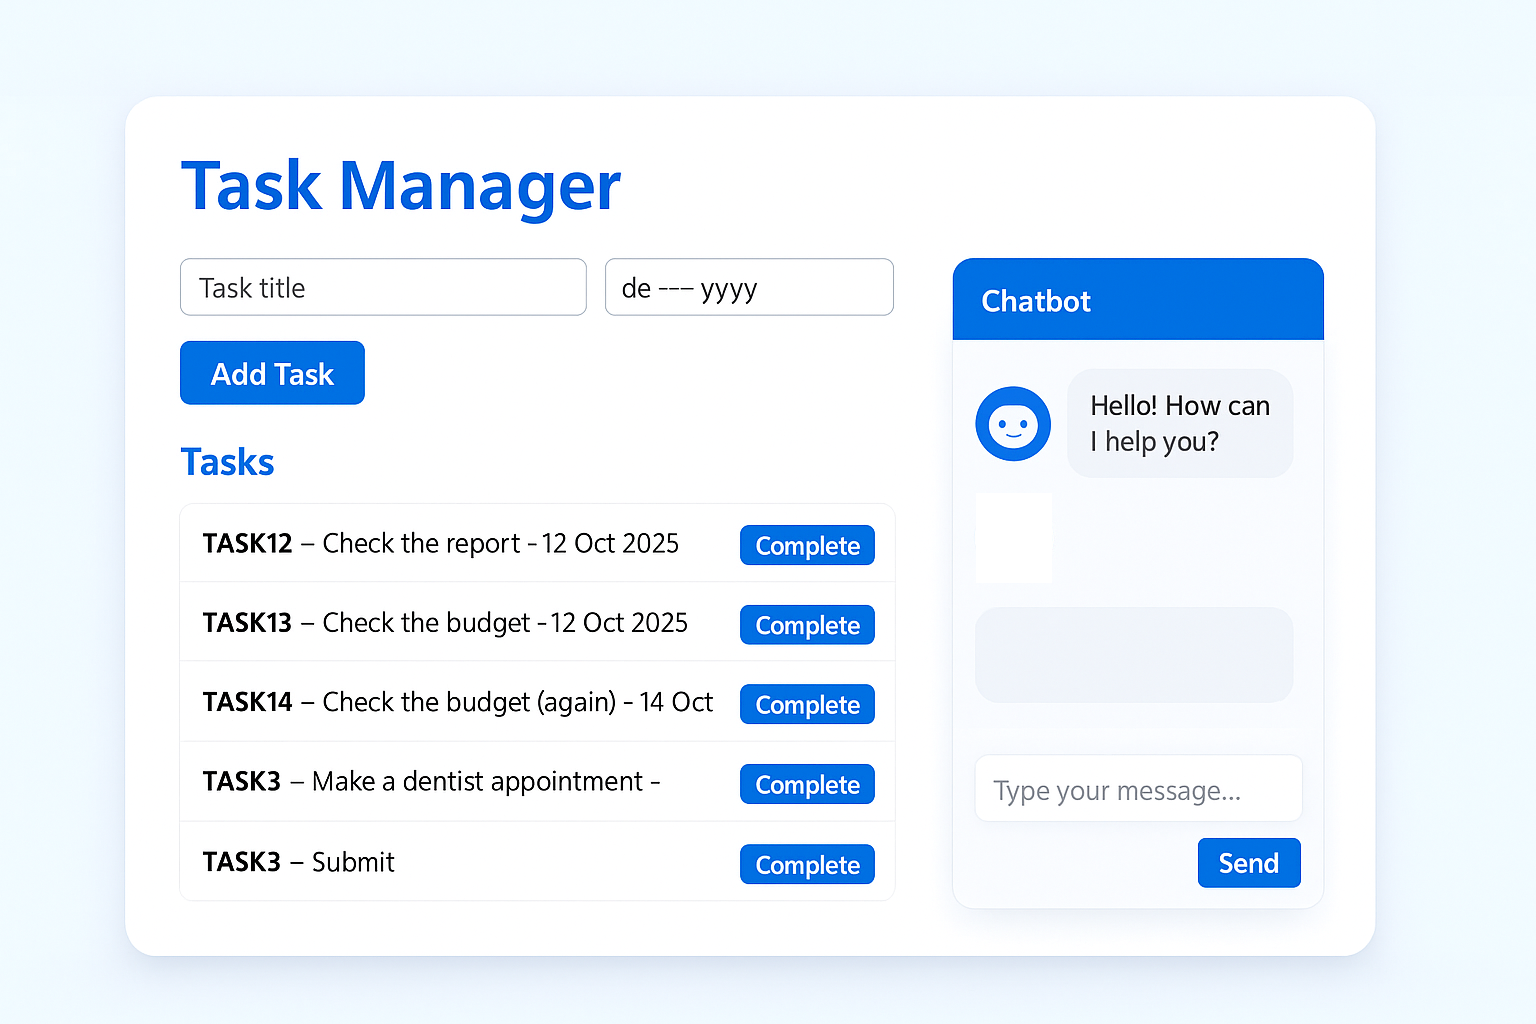 Task Manager
Task title
de --- yyyy
Add Task
Tasks
TASK12 – Check the report - 12 Oct 2025
Complete
TASK13 – Check the budget - 12 Oct 2025
Complete
TASK14 – Check the budget (again) - 14 Oct
Complete
TASK3 – Make a dentist appointment -
Complete
TASK3 – Submit
Complete
Chatbot
Hello! How can
I help you?
Type your message...
Send